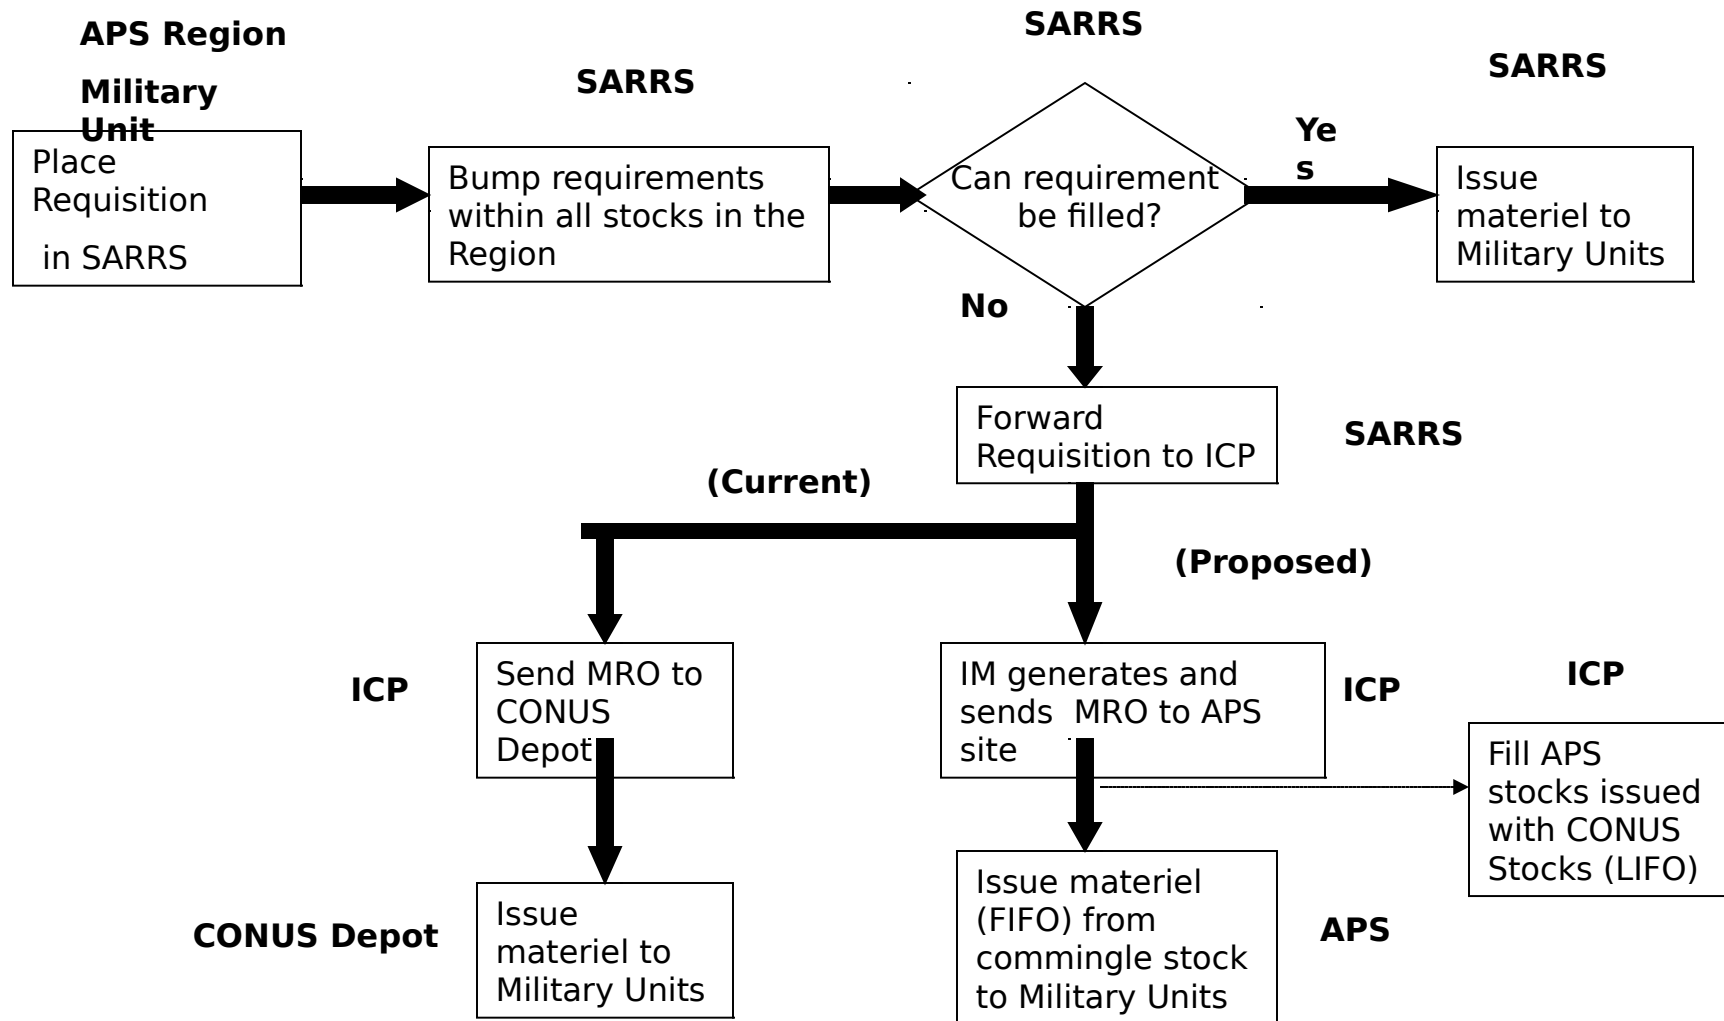 APS Region
Military
Unit
Place
Requisition
in SARRS
SARRS
Bump requirements
within all stocks in the
Region
SARRS
Can requirement
be filled?
Ye
s
SARRS
Issue
materiel to
Military Units
No
Forward
Requisition to ICP
SARRS
(Current)
(Proposed)
ICP
Send MRO to
CONUS
Depot
IM generates and
sends MRO to APS
site
ICP
ICP
Fill APS
stocks issued
with CONUS
Stocks (LIFO)
CONUS Depot
Issue
materiel to
Military Units
Issue materiel
(FIFO) from
commingle stock
to Military Units
APS